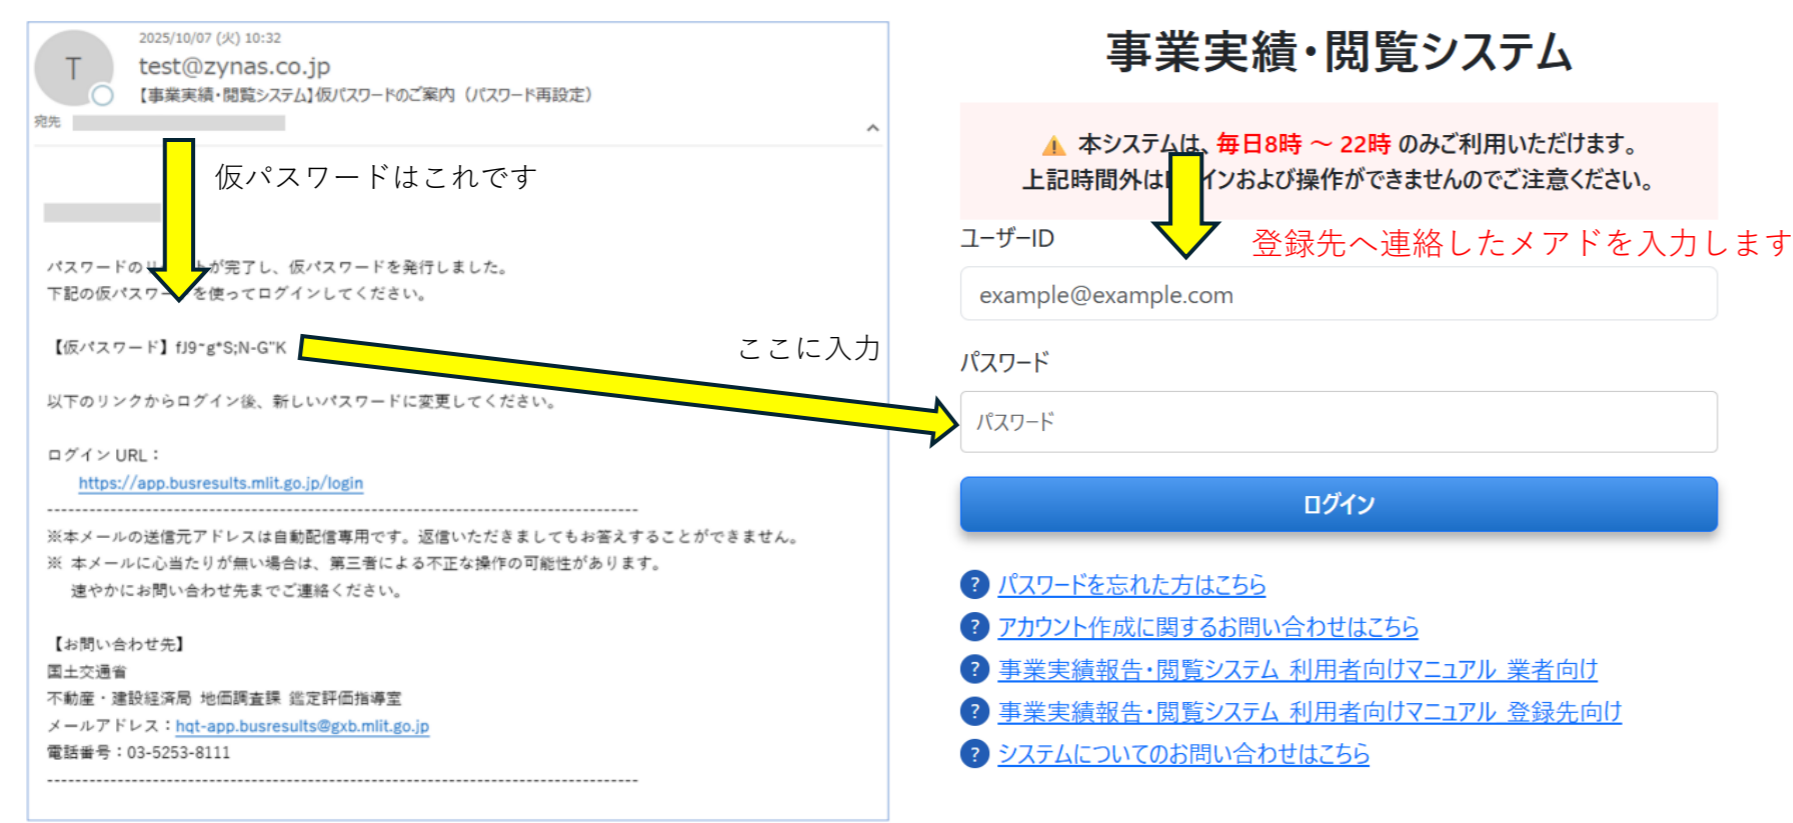 2025/10/07 (火) 10:32
T
test@zynas.co.jp
【事業実績・閲覧システム】仮パスワードのご案内（パスワード再設定）
宛先
仮パスワードはこれです
パスワードのリ トが完了し、仮パスワードを発行しました。
下記の仮パスワー を使ってログインしてください。
【仮パスワード】fJ9~g*S;N-G"K
ここに入力
以下のリンクからログイン後、新しいパスワードに変更してください。
ログイン URL：
https://app.busresults.mlit.go.jp/login
--------------------------------------------------------------------------------
※本メールの送信元アドレスは自動配信専用です。返信いただきましてもお答えすることができません。
※ 本メールに心当たりが無い場合は、第三者による不正な操作の可能性があります。
速やかにお問い合わせ先までご連絡ください。
【お問い合わせ先】
国土交通省
不動産・建設経済局 地価調査課 鑑定評価指導室
メールアドレス：hqt-app.busresults@gxb.mlit.go.jp
電話番号：03-5253-8111
--------------------------------------------------------------------------------
事業実績・閲覧システム
本システムは、毎日8時 ～ 22時 のみご利用いただけます。
上記時間外は インおよび操作ができませんのでご注意ください。
ユーザーID
登録先へ連絡したメアドを入力します
example@example.com
パスワード
パスワード
ログイン
? パスワードを忘れた方はこちら
? アカウント作成に関するお問い合わせはこちら
? 事業実績報告・閲覧システム 利用者向けマニュアル 業者向け
? 事業実績報告・閲覧システム 利用者向けマニュアル 登録先向け
? システムについてのお問い合わせはこちら